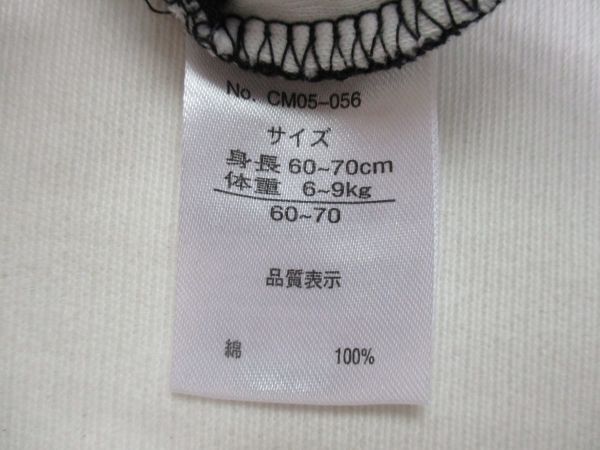 No. CM05-056
サイズ
身長 60~70cm
体重 6~9kg
60~70
品質表示
綿 100%